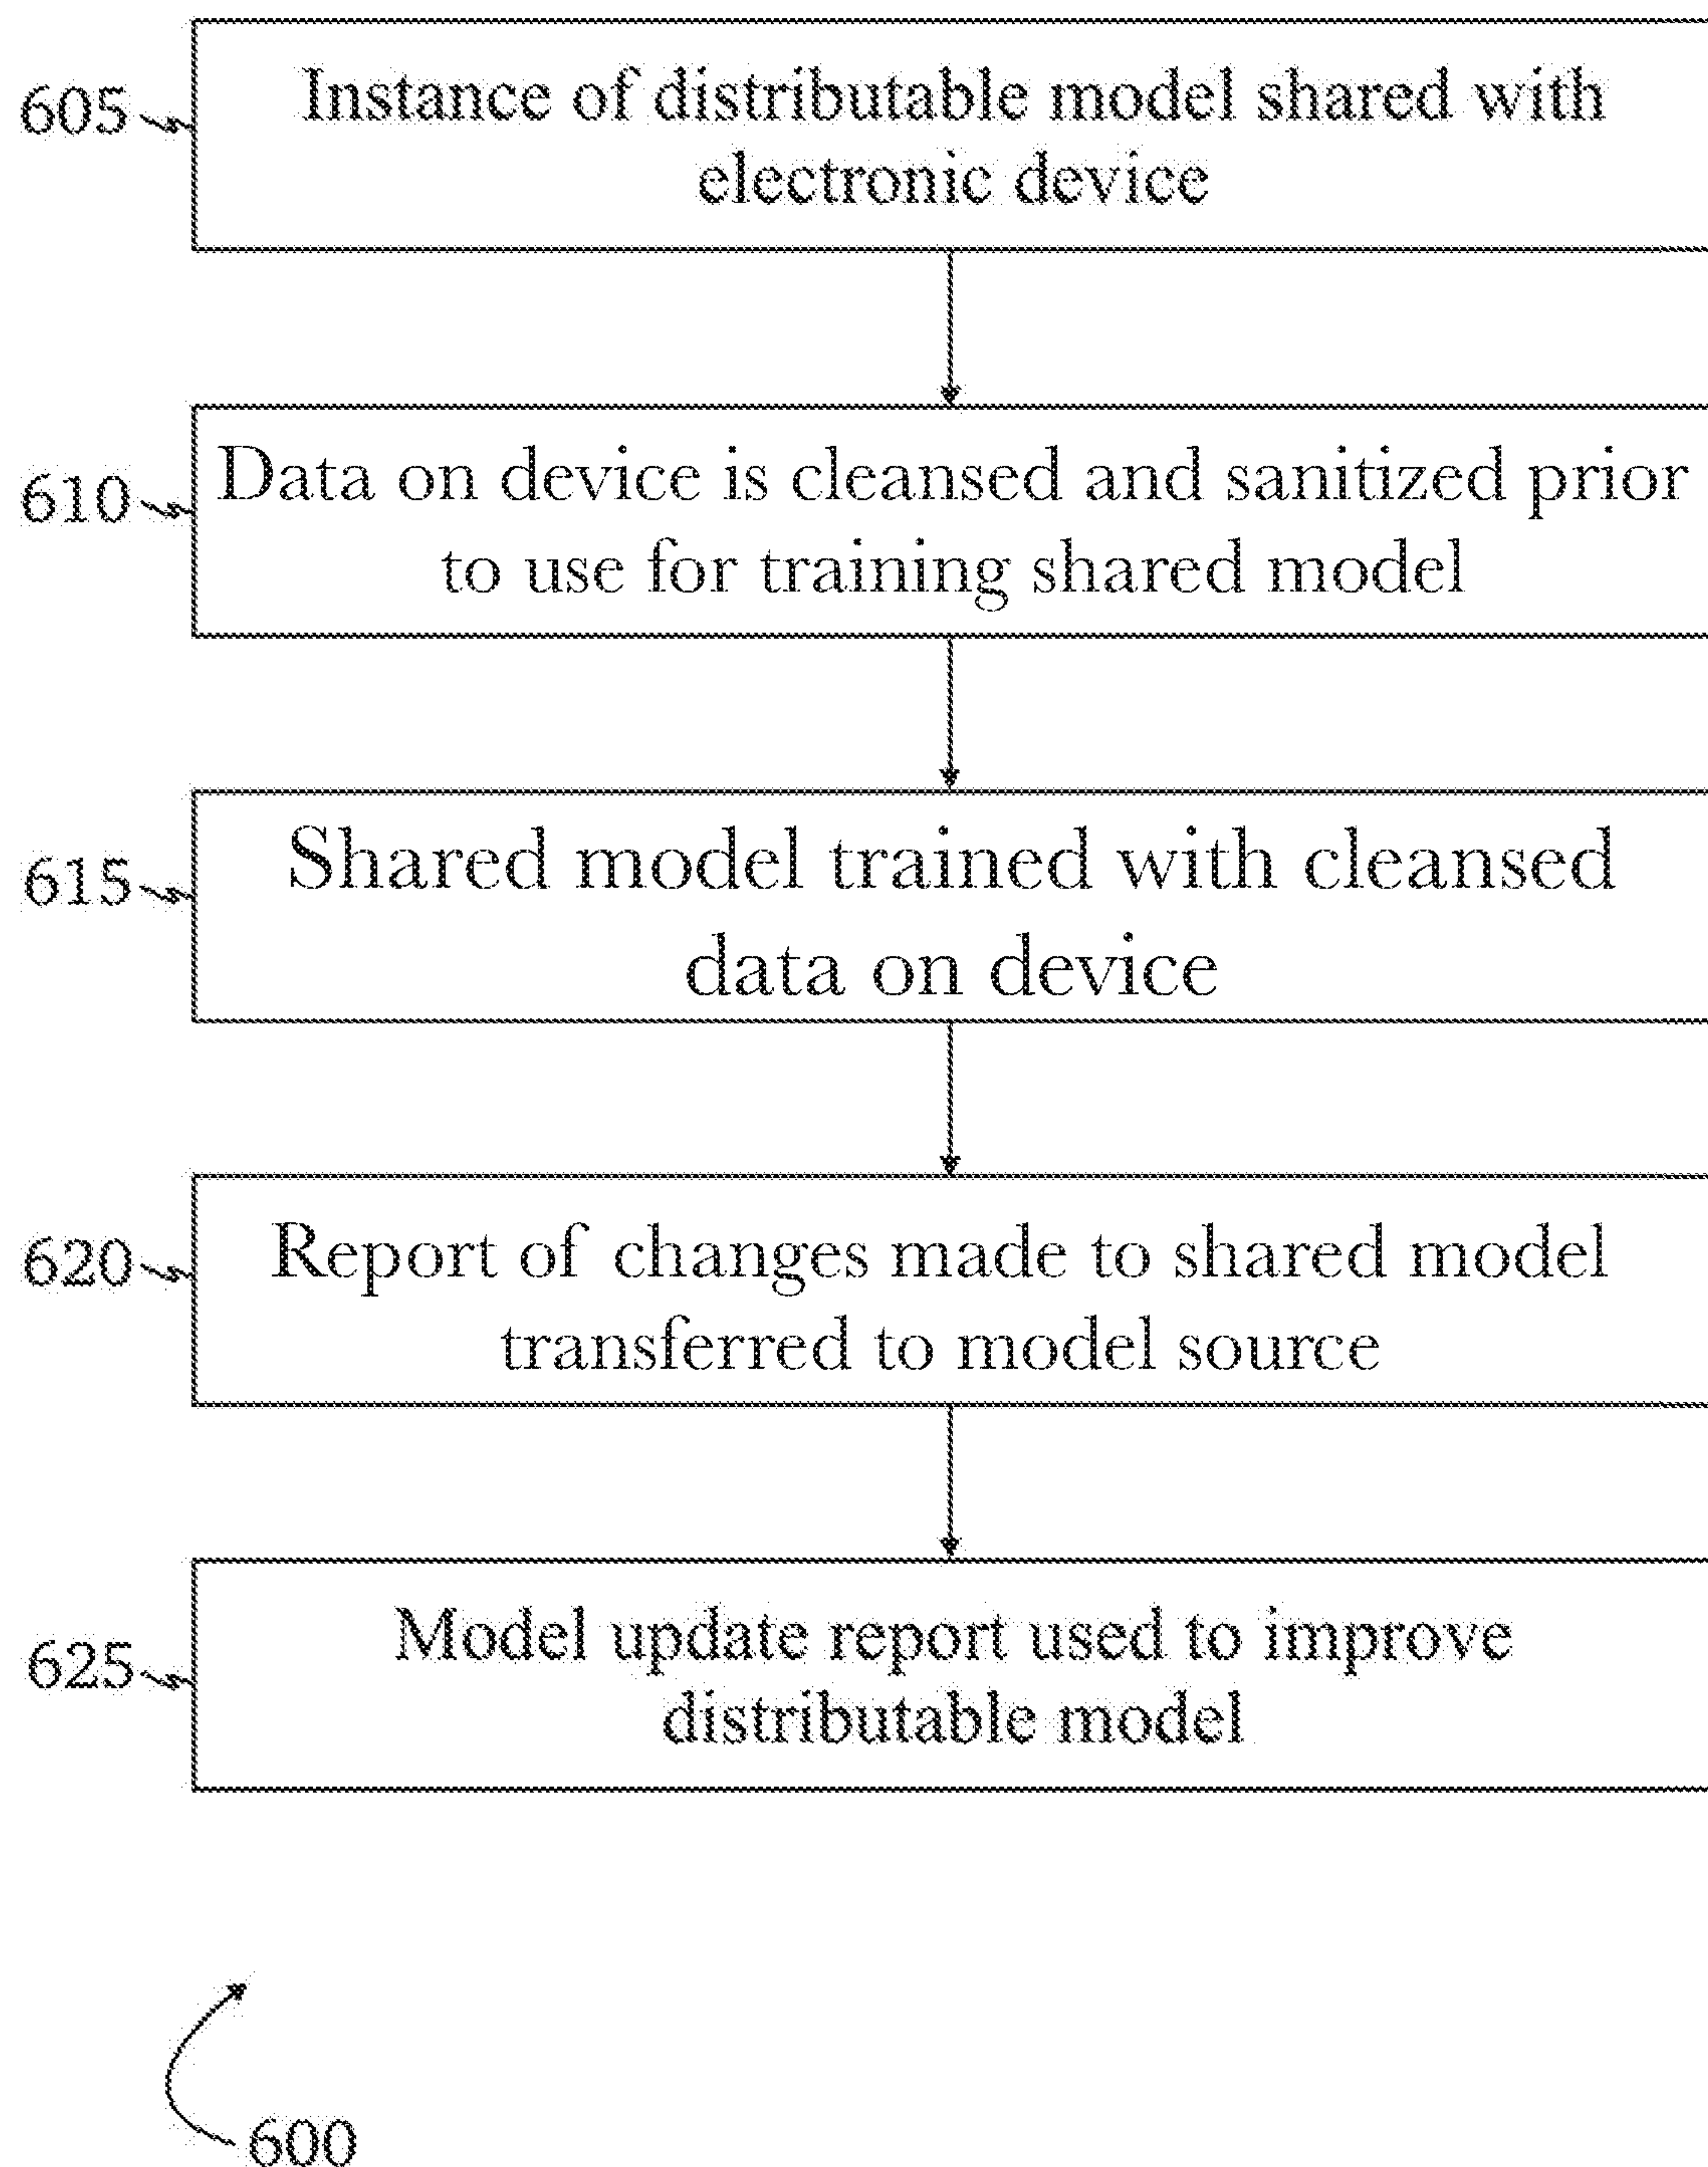 605
Instance of distributable model shared with
electronic device
610
Data on device is cleansed and sanitized prior
to use for training shared model
615
Shared model trained with cleansed
data on device
620
Report of changes made to shared model
transferred to model source
625
Model update report used to improve
distributable model
600